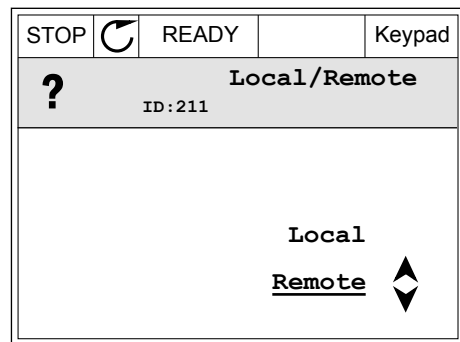 STOP READY Keypad
? Local/Remote
ID:211
Local
Remote